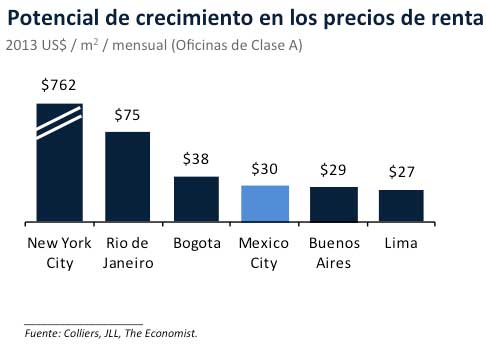 Potencial de crecimiento en los precios de renta
2013 US$ / m² / mensual (Oficinas de Clase A)
$762
$75
$38
$30
$29
$27
New York City
Rio de Janeiro
Bogota
Mexico City
Buenos Aires
Lima
Fuente: Colliers, JLL, The Economist.